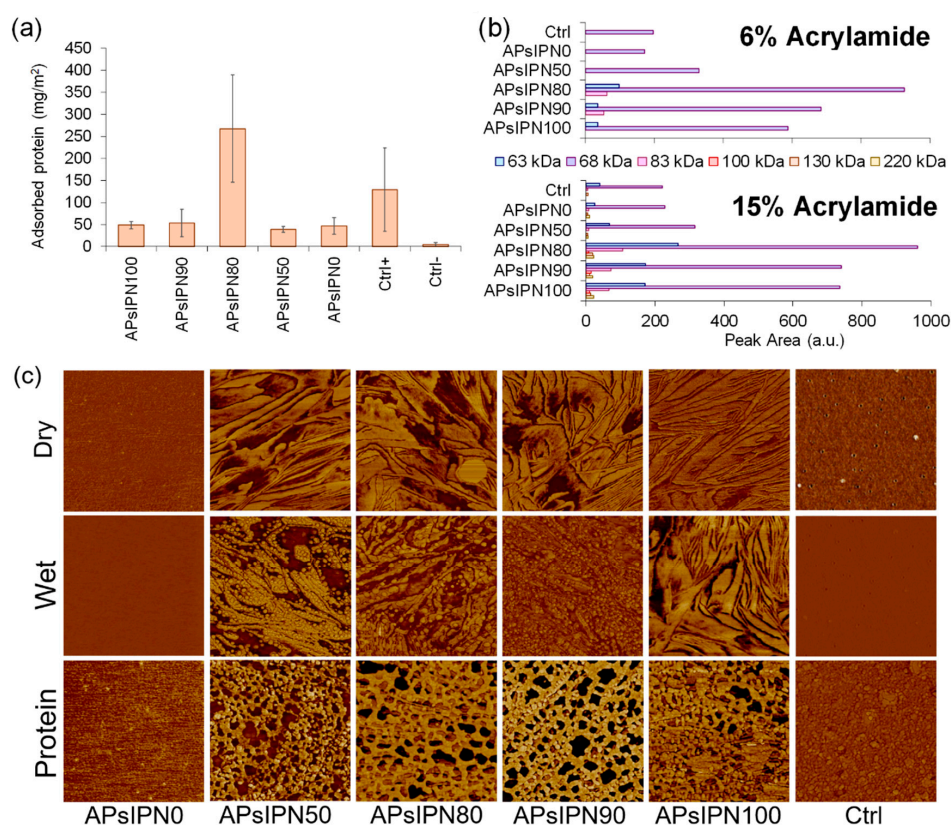 (a)
Adsorbed protein (mg/m²)
450
400
350
300
250
200
150
100
50
0
APsIPN100
APsIPN90
APsIPN80
APsIPN50
APsIPN0
Ctrl+
Ctrl-
(b)
6% Acrylamide
Ctrl
APsIPN0
APsIPN50
APsIPN80
APsIPN90
APsIPN100
63 kDa 68 kDa 83 kDa 100 kDa 130 kDa 220 kDa
15% Acrylamide
Ctrl
APsIPN0
APsIPN50
APsIPN80
APsIPN90
APsIPN100
0 200 400 600 800 1000
Peak Area (a.u.)
(c)
Dry
Wet
Protein
APsIPN0 APsIPN50 APsIPN80 APsIPN90 APsIPN100 Ctrl